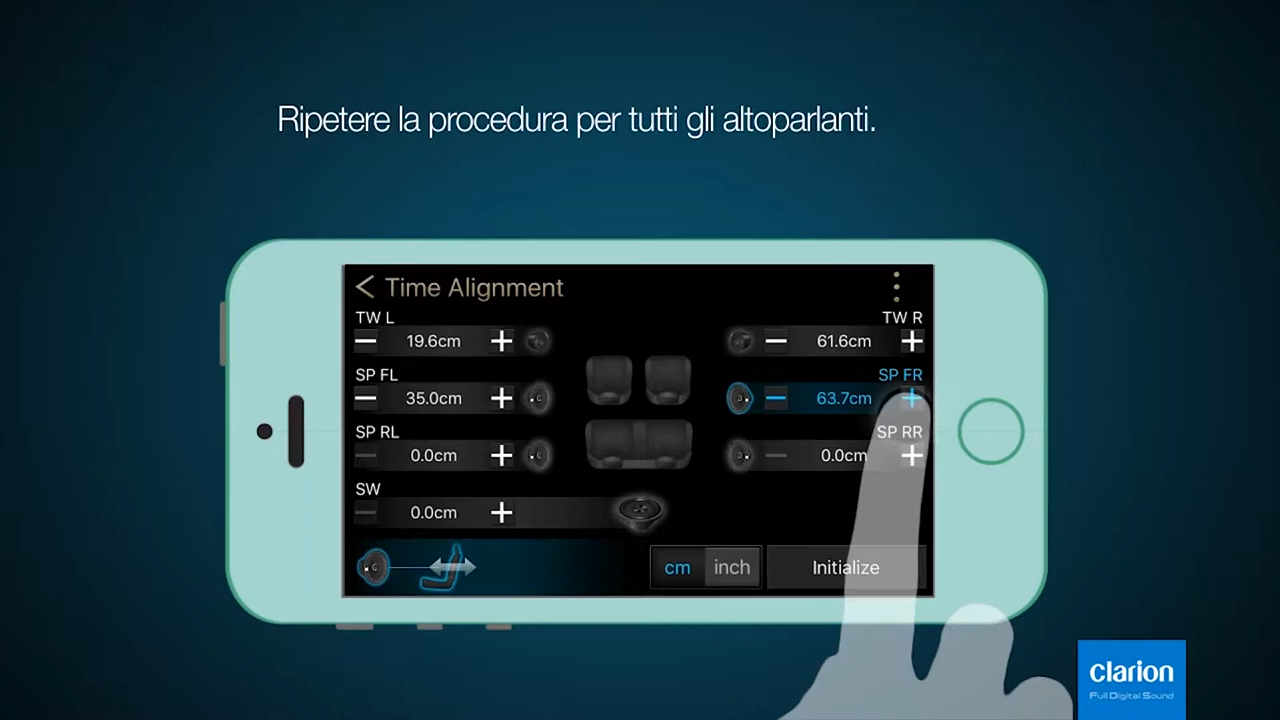 Ripetere la procedura per tutti gli altoparlanti.
Time Alignment
TW L
TW R
19.6cm
61.6cm
SP FL
SP FR
35.0cm
63.7cm
SP RL
SP RR
0.0cm
0.0cm
SW
0.0cm
cm inch Initialize
clarion
Full Digital Sound